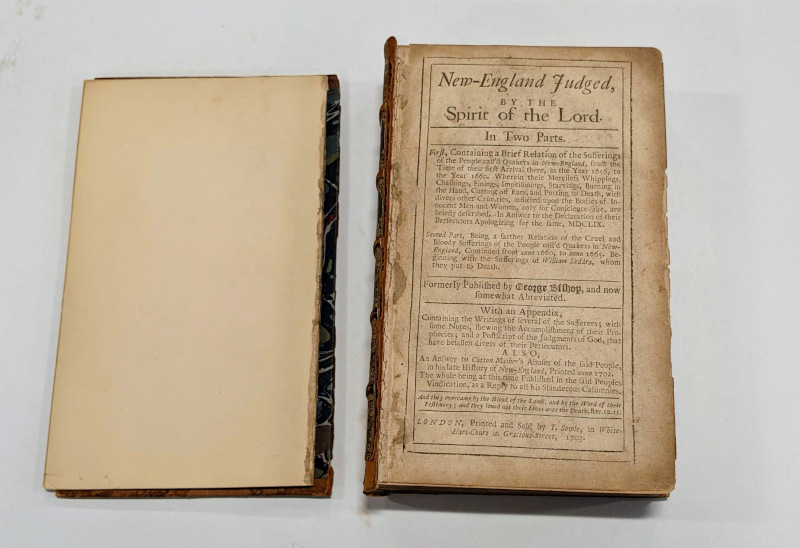 New-England Judged,
BY THE
Spirit of the Lord.
In Two Parts.
First, Containing a Brief Relation of the Sufferings
of the People call'd Quakers in New-England, from the
Time of their first Arrival there, in the Year 1656, to
the Year 1660. Wherein their Merciless Whippings,
Chainings, Finings, Imprisonings, Starvings, Burning in
the Hand, Cutting off Ears, and Putting to Death, with
divers other Cruelties, inflicted upon the Bodies of In-
nocent Men and Women, only for Conscience-sake, are
briefly described. In Answer to the Declaration of their
Persecutors Apologizing for the same, MDCLIX.
Second Part, Being a farther Relation of the Cruel and
Bloody Sufferings of the People call'd Quakers in New-
England, Continued from anno 1660, to anno 1665. Be-
ginning with the Sufferings of William Leddra, whom
they put to Death.
Formerly Published by George Bishop, and now
somewhat Abreviated.
With an Appendix,
Containing the Writings of several of the Sufferers; with
some Notes, shewing the Accomplishment of their Pro-
phecies; and a Postscript of the Judgments of God, that
have befallen divers of their Persecutors.
ALSO,
An Answer to Cotton Mather's Abuses of the said People,
in his late History of New-England, Printed anno 1702.
The whole being at this time Published in the said Peoples
Vindication, as a Reply to all his Slanderous Calumnies.
And they overcame by the Blood of the Lamb, and by the Word of their
Testimony; and they loved not their Lives unto the Death, Rev. 12. 11.
LONDON, Printed and Sold by T. Sowle, in White-
Hart-Court in Gracious-Street, 1703.